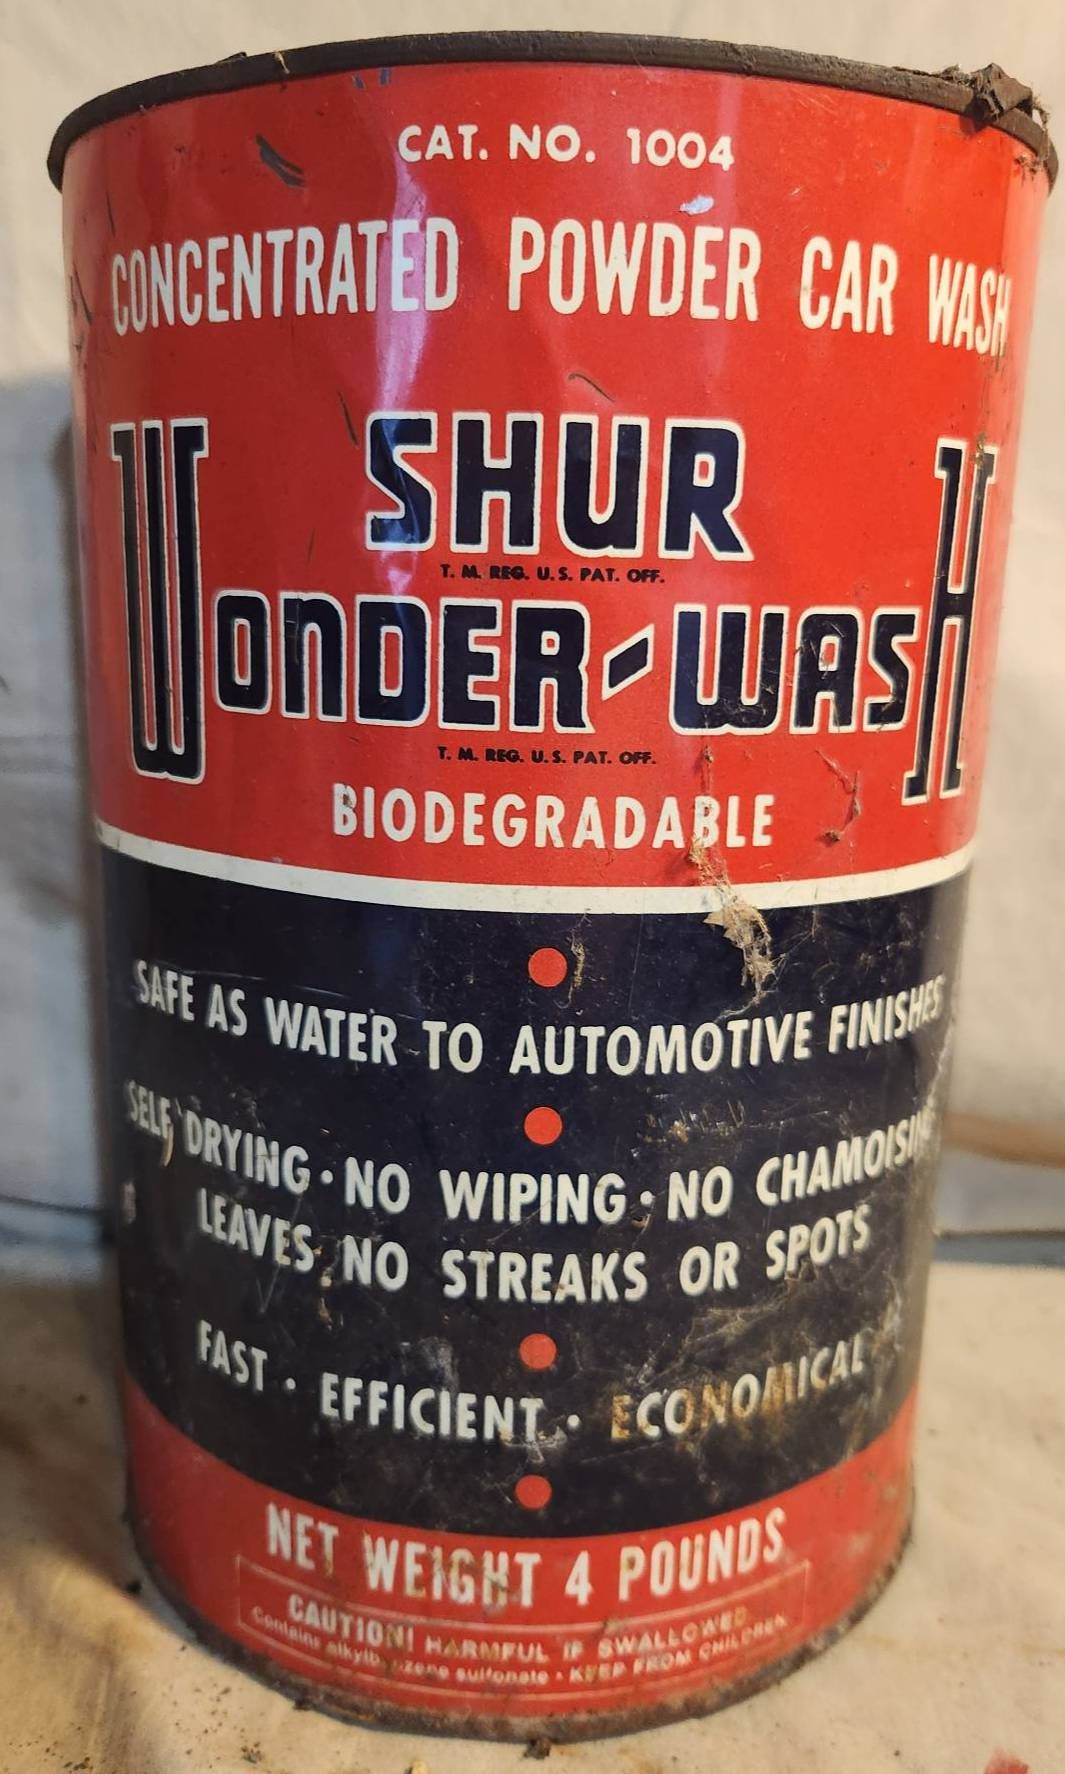 CAT. NO. 1004
CONCENTRATED POWDER CAR WASH
SHUR
T. M. REG. U. S. PAT. OFF.
WONDER-WASH
T. M. REG. U. S. PAT. OFF.
BIODEGRADABLE
SAFE AS WATER TO AUTOMOTIVE FINISHES
SELF DRYING · NO WIPING · NO CHAMOISING
LEAVES NO STREAKS OR SPOTS
FAST · EFFICIENT · ECONOMICAL
NET WEIGHT 4 POUNDS
CAUTION! HARMFUL IF SWALLOWED
Contains alkylbenzene sulfonate · KEEP FROM CHILDREN